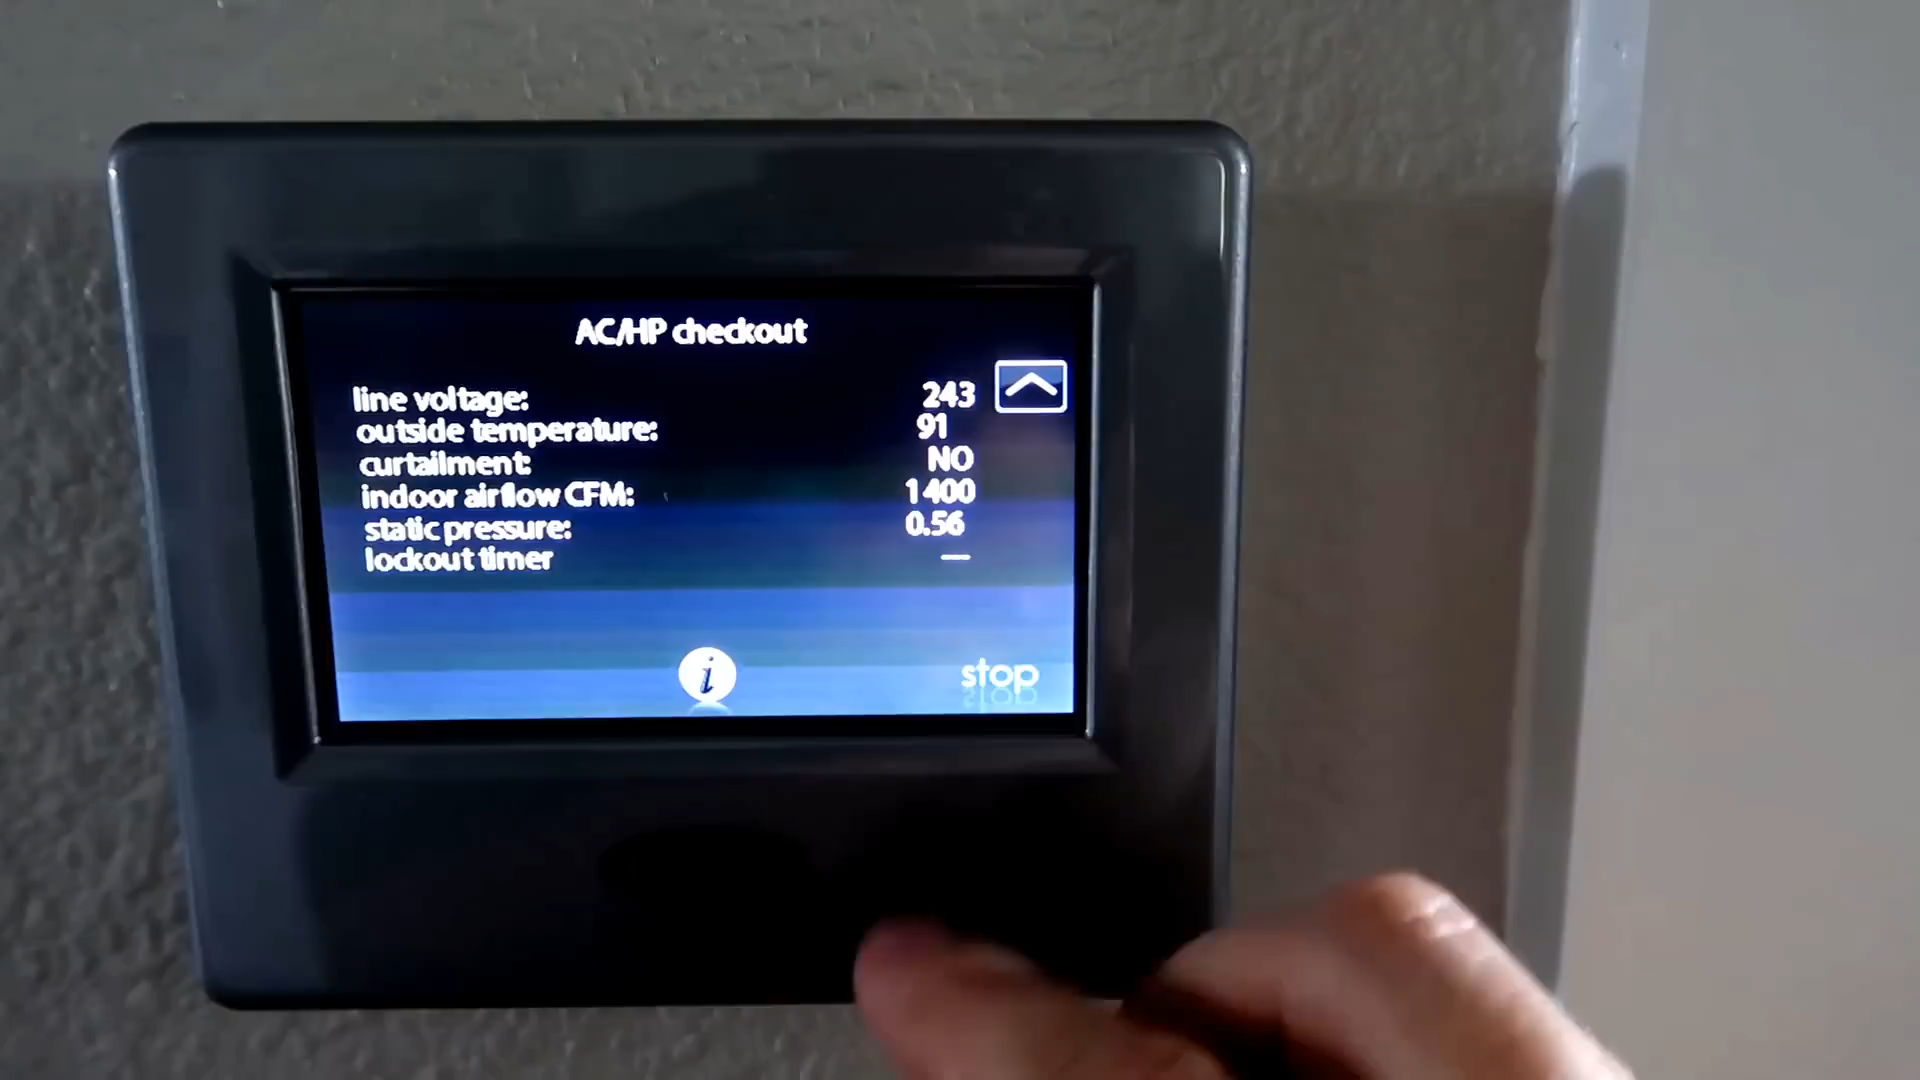 AC/HP checkout
line voltage: 243
outside temperature: 91
curtailment: NO
indoor airflow CFM: 1400
static pressure: 0.56
lockout timer —
i stop